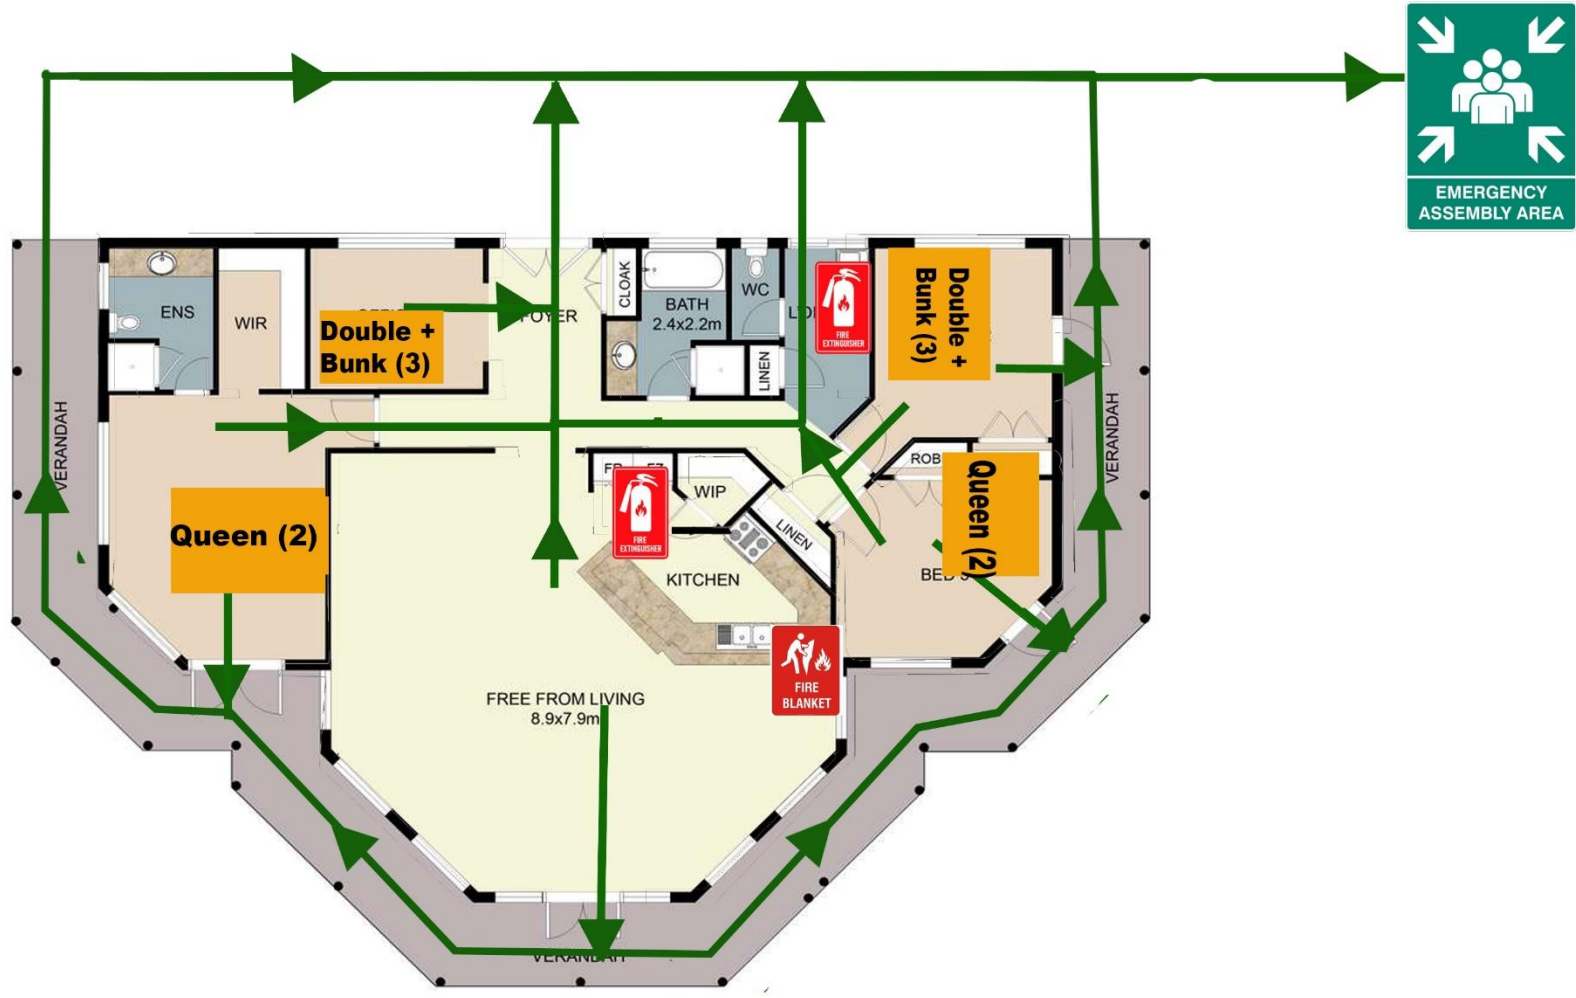 EMERGENCY
ASSEMBLY AREA
ENS
WIR
Double +
Bunk (3)
FOYER
CLOAK
BATH
2.4x2.2m
WC
LINEN
FIRE
EXTINGUISHER
Double +
Bunk (3)
VERANDAH
VERANDAH
ROB
Queen (2)
Queen (2)
WIP
LINEN
FIRE
EXTINGUISHER
KITCHEN
FIRE
BLANKET
FREE FROM LIVING
8.9x7.9m
VERANDAH